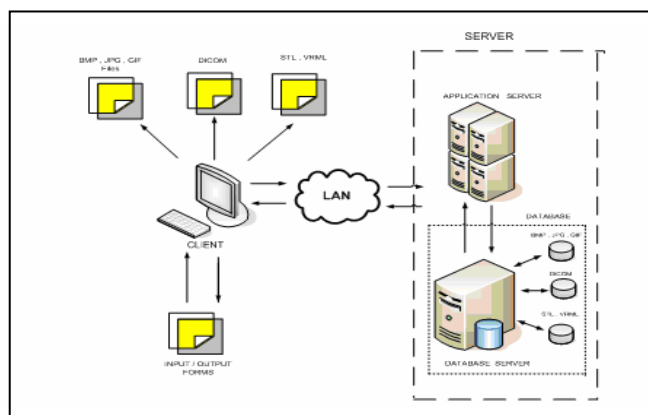 BMP , JPG , GIF
Files
DICOM
STL , VRML
CLIENT
INPUT / OUTPUT
FORMS
LAN
SERVER
APPLICATION SERVER
DATABASE
BMP , JPG , GIF
DICOM
STL , VRML
DATABASE SERVER